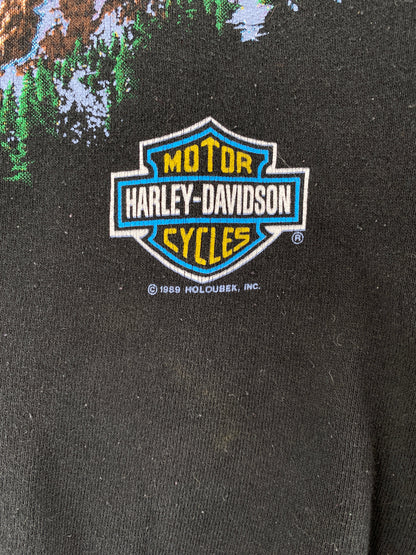 MOTOR
HARLEY-DAVIDSON
CYCLES
®
© 1989 HOLOUBEK, INC.